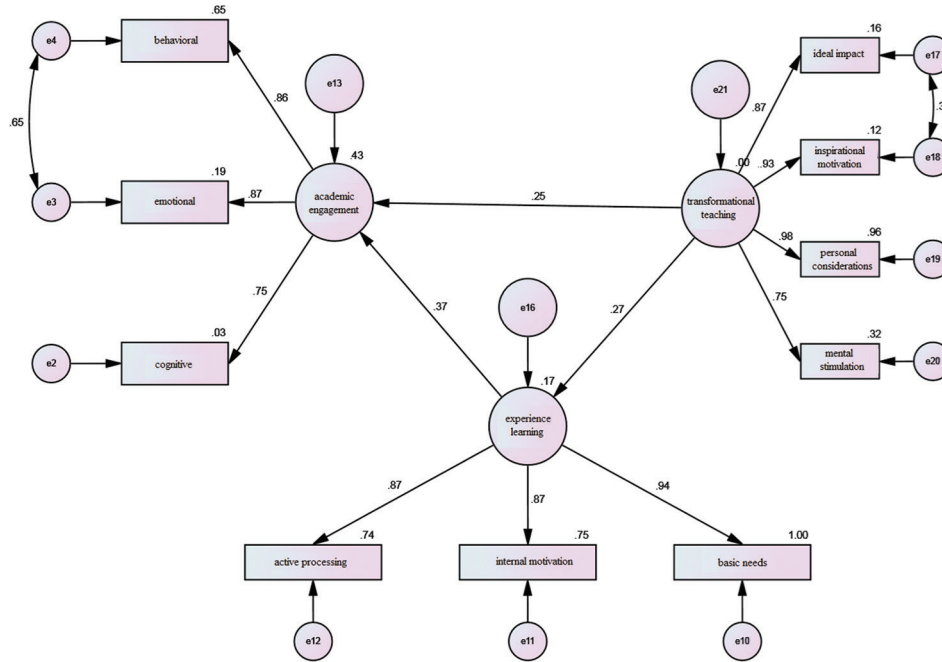 .65
e4
behavioral
.86
e13
.43
academic
engagement
.65
.19
e3
emotional
.87
.75
.03
e2
cognitive
.25
.37
.27
e21
.00
transformational
teaching
.87
.93
.98
.75
.16
ideal impact
e17
.3
.12
inspirational
motivation
e18
.96
personal
considerations
e19
.32
mental
stimulation
e20
e16
.17
experience
learning
.87
.87
.94
.74
active processing
.75
internal motivation
1.00
basic needs
e12
e11
e10